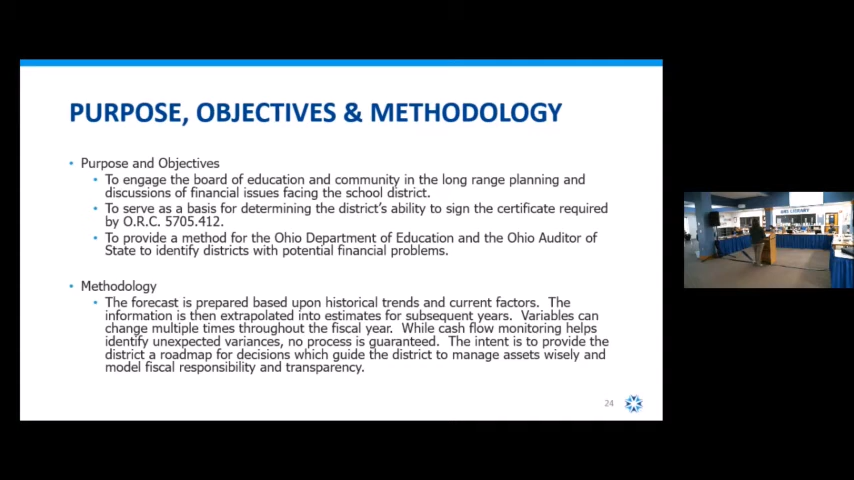 PURPOSE, OBJECTIVES & METHODOLOGY
• Purpose and Objectives
• To engage the board of education and community in the long range planning and
discussions of financial issues facing the school district.
• To serve as a basis for determining the district's ability to sign the certificate required
by O.R.C. 5705.412.
• To provide a method for the Ohio Department of Education and the Ohio Auditor of
State to identify districts with potential financial problems.
• Methodology
• The forecast is prepared based upon historical trends and current factors. The
information is then extrapolated into estimates for subsequent years. Variables can
change multiple times throughout the fiscal year. While cash flow monitoring helps
identify unexpected variances, no process is guaranteed. The intent is to provide the
district a roadmap for decisions which guide the district to manage assets wisely and
model fiscal responsibility and transparency.
24
LIBRARY